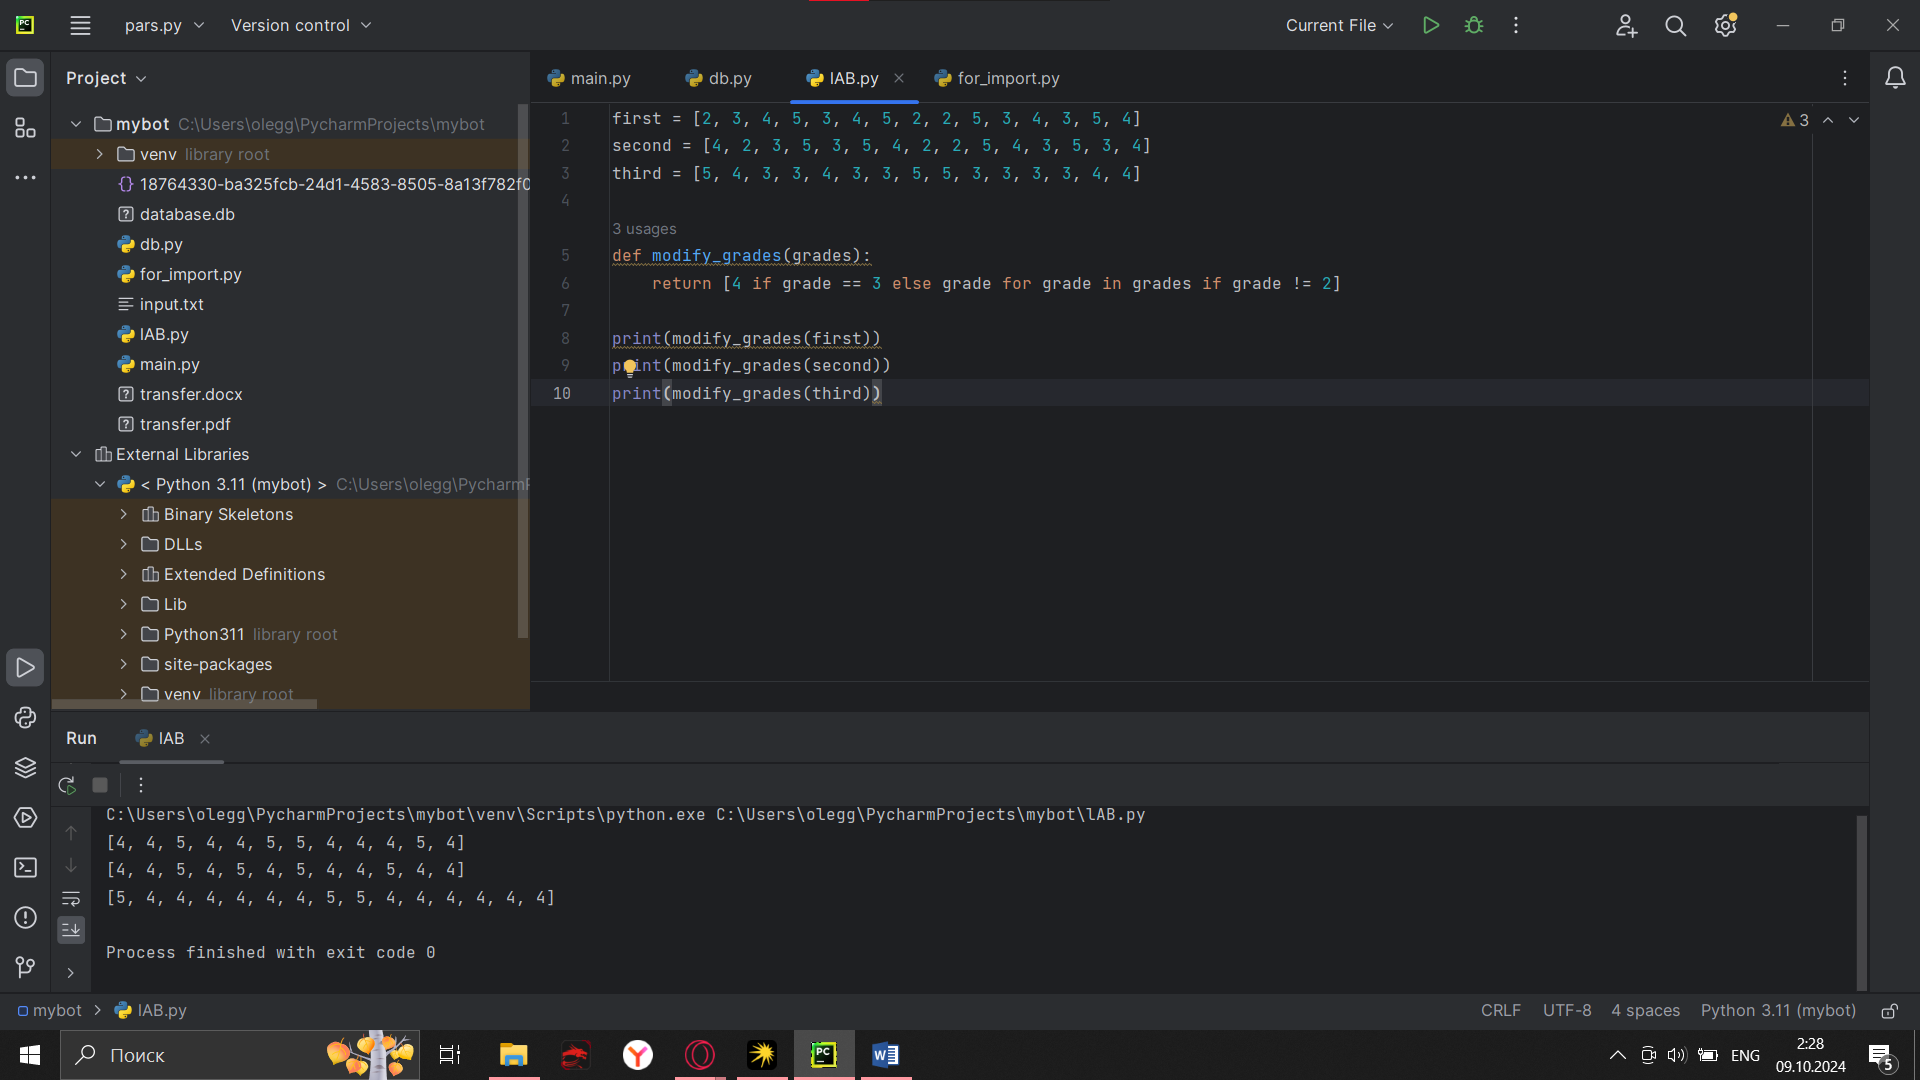 pars.py
Version control
Current File
Project
main.py
db.py
lAB.py
for_import.py
mybot C:\Users\olegg\PycharmProjects\mybot
venv library root
18764330-ba325fcb-24d1-4583-8505-8a13f782f0
database.db
db.py
for_import.py
input.txt
lAB.py
main.py
transfer.docx
transfer.pdf
External Libraries
< Python 3.11 (mybot) > C:\Users\olegg\PycharmP
Binary Skeletons
DLLs
Extended Definitions
Lib
Python311 library root
site-packages
venv library root
3
1 first = [2, 3, 4, 5, 3, 4, 5, 2, 2, 5, 3, 4, 3, 5, 4]
2 second = [4, 2, 3, 5, 3, 5, 4, 2, 2, 5, 4, 3, 5, 3, 4]
3 third = [5, 4, 3, 3, 4, 3, 3, 5, 5, 3, 3, 3, 3, 4, 4]
4
3 usages
5 def modify_grades(grades):
6 return [4 if grade == 3 else grade for grade in grades if grade != 2]
7
8 print(modify_grades(first))
9 print(modify_grades(second))
10 print(modify_grades(third))
Run
lAB
C:\Users\olegg\PycharmProjects\mybot\venv\Scripts\python.exe C:\Users\olegg\PycharmProjects\mybot\lAB.py
[4, 4, 5, 4, 4, 5, 5, 4, 4, 4, 5, 4]
[4, 4, 5, 4, 5, 4, 5, 4, 4, 5, 4, 4]
[5, 4, 4, 4, 4, 4, 4, 5, 5, 4, 4, 4, 4, 4, 4]
Process finished with exit code 0
mybot > lAB.py
CRLF UTF-8 4 spaces Python 3.11 (mybot)
Поиск
ENG
2:28
09.10.2024
5